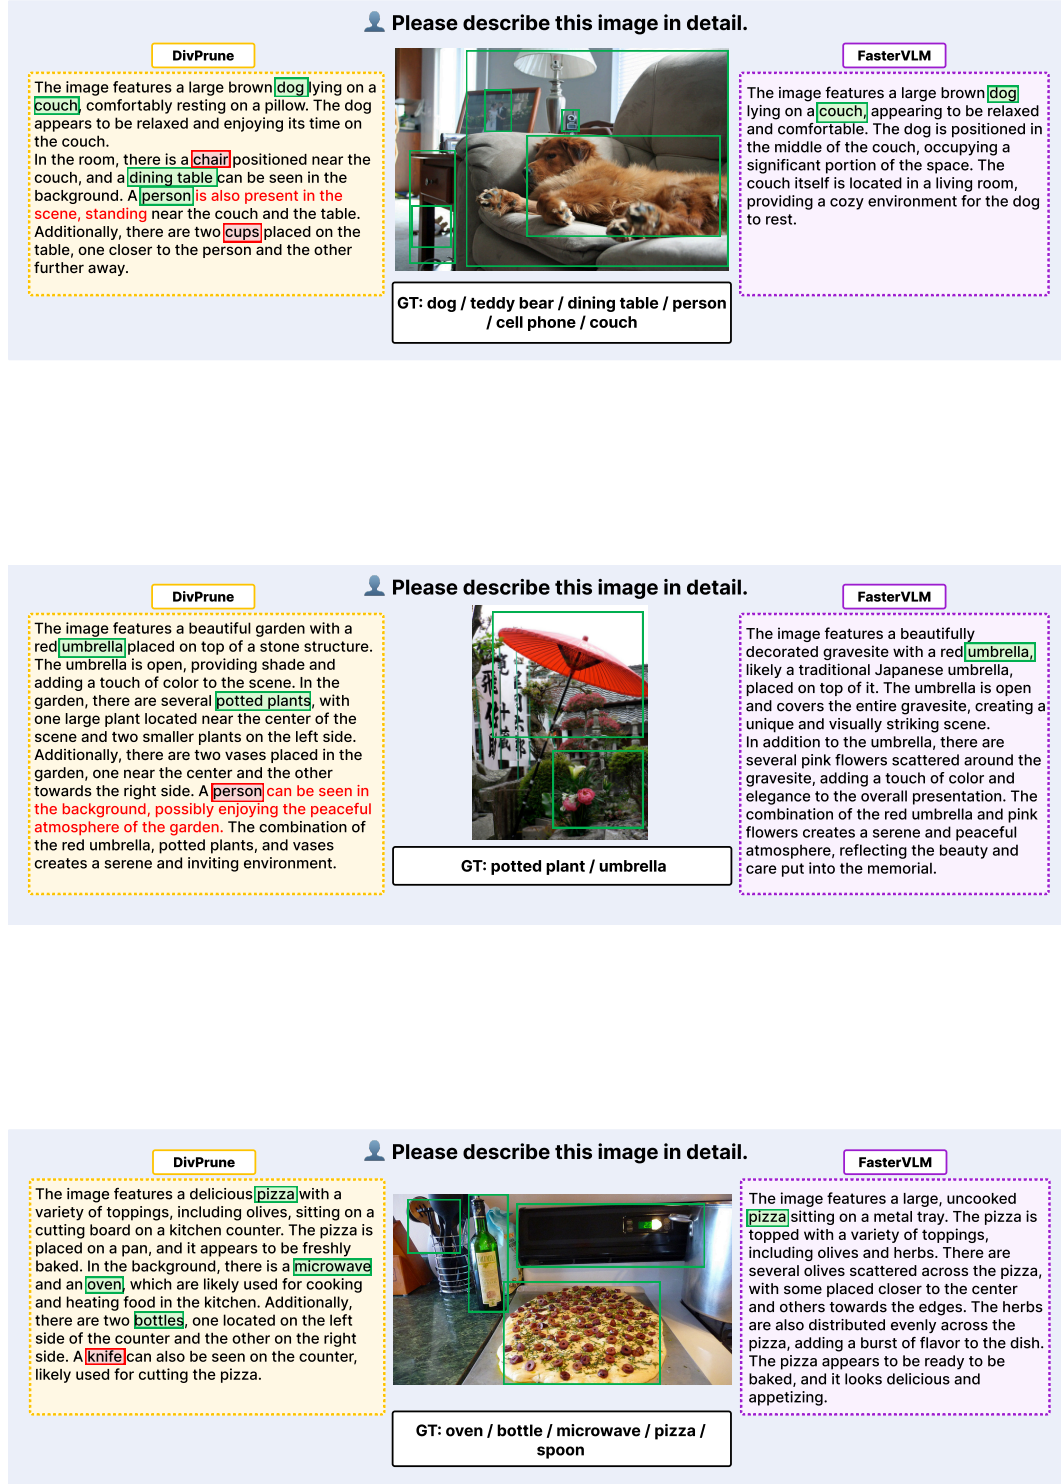 Please describe this image in detail.
DivPrune
The image features a large brown dog lying on a
couch, comfortably resting on a pillow. The dog
appears to be relaxed and enjoying its time on
the couch.
In the room, there is a chair positioned near the
couch, and a dining table can be seen in the
background. A person is also present in the
scene, standing near the couch and the table.
Additionally, there are two cups placed on the
table, one closer to the person and the other
further away.
GT: dog / teddy bear / dining table / person
/ cell phone / couch
FasterVLM
The image features a large brown dog
lying on a couch, appearing to be relaxed
and comfortable. The dog is positioned in
the middle of the couch, occupying a
significant portion of the space. The
couch itself is located in a living room,
providing a cozy environment for the dog
to rest.
Please describe this image in detail.
DivPrune
The image features a beautiful garden with a
red umbrella placed on top of a stone structure.
The umbrella is open, providing shade and
adding a touch of color to the scene. In the
garden, there are several potted plants, with
one large plant located near the center of the
scene and two smaller plants on the left side.
Additionally, there are two vases placed in the
garden, one near the center and the other
towards the right side. A person can be seen in
the background, possibly enjoying the peaceful
atmosphere of the garden. The combination of
the red umbrella, potted plants, and vases
creates a serene and inviting environment.
GT: potted plant / umbrella
FasterVLM
The image features a beautifully
decorated gravesite with a red umbrella,
likely a traditional Japanese umbrella,
placed on top of it. The umbrella is open
and covers the entire gravesite, creating a
unique and visually striking scene.
In addition to the umbrella, there are
several pink flowers scattered around the
gravesite, adding a touch of color and
elegance to the overall presentation. The
combination of the red umbrella and pink
flowers creates a serene and peaceful
atmosphere, reflecting the beauty and
care put into the memorial.
Please describe this image in detail.
DivPrune
The image features a delicious pizza with a
variety of toppings, including olives, sitting on a
cutting board on a kitchen counter. The pizza is
placed on a pan, and it appears to be freshly
baked. In the background, there is a microwave
and an oven, which are likely used for cooking
and heating food in the kitchen. Additionally,
there are two bottles, one located on the left
side of the counter and the other on the right
side. A knife can also be seen on the counter,
likely used for cutting the pizza.
GT: oven / bottle / microwave / pizza /
spoon
FasterVLM
The image features a large, uncooked
pizza sitting on a metal tray. The pizza is
topped with a variety of toppings,
including olives and herbs. There are
several olives scattered across the pizza,
with some placed closer to the center
and others towards the edges. The herbs
are also distributed evenly across the
pizza, adding a burst of flavor to the dish.
The pizza appears to be ready to be
baked, and it looks delicious and
appetizing.